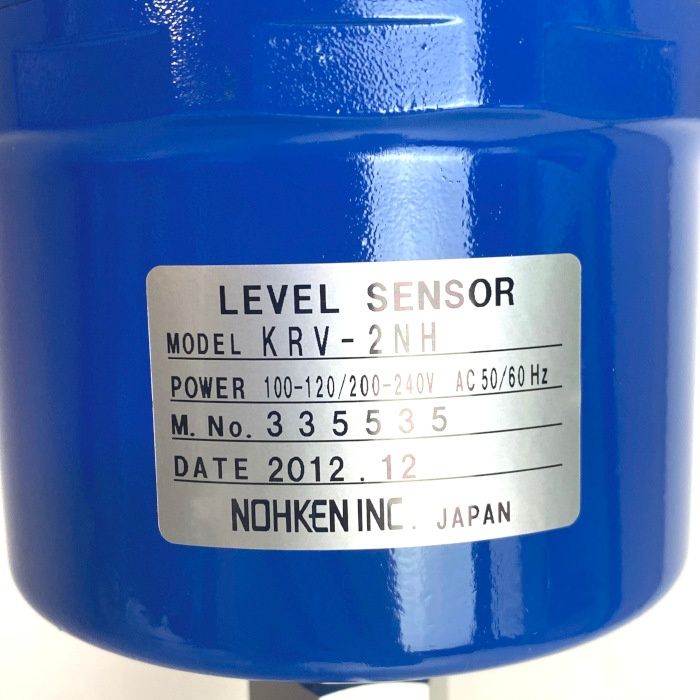 LEVEL SENSOR
MODEL KRV-2NH
POWER 100-120/200-240V AC 50/60 Hz
M. No. 335535
DATE 2012.12
NOHKEN INC. JAPAN